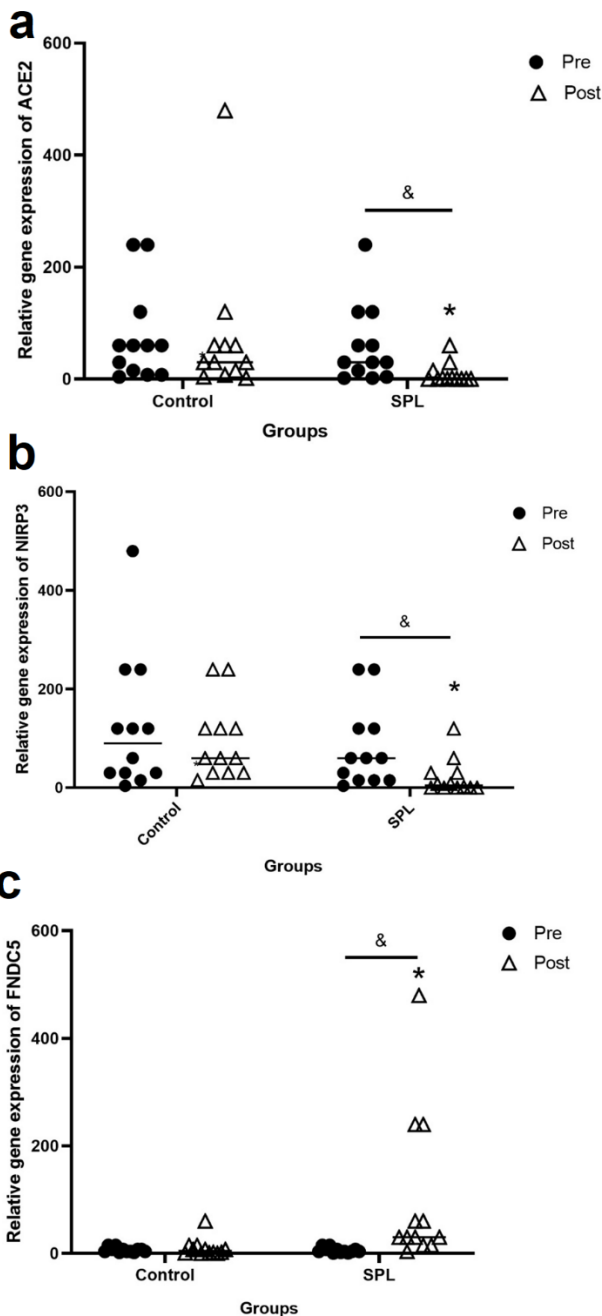 a
Relative gene expression of ACE2
600
400
200
0
Pre
Post
&
*
*
Control
SPL
Groups
b
Relative gene expression of NIRP3
600
400
200
0
Pre
Post
&
*
*
Control
SPL
Groups
c
Relative gene expression of FNDC5
600
400
200
0
Pre
Post
&
*
Control
SPL
Groups